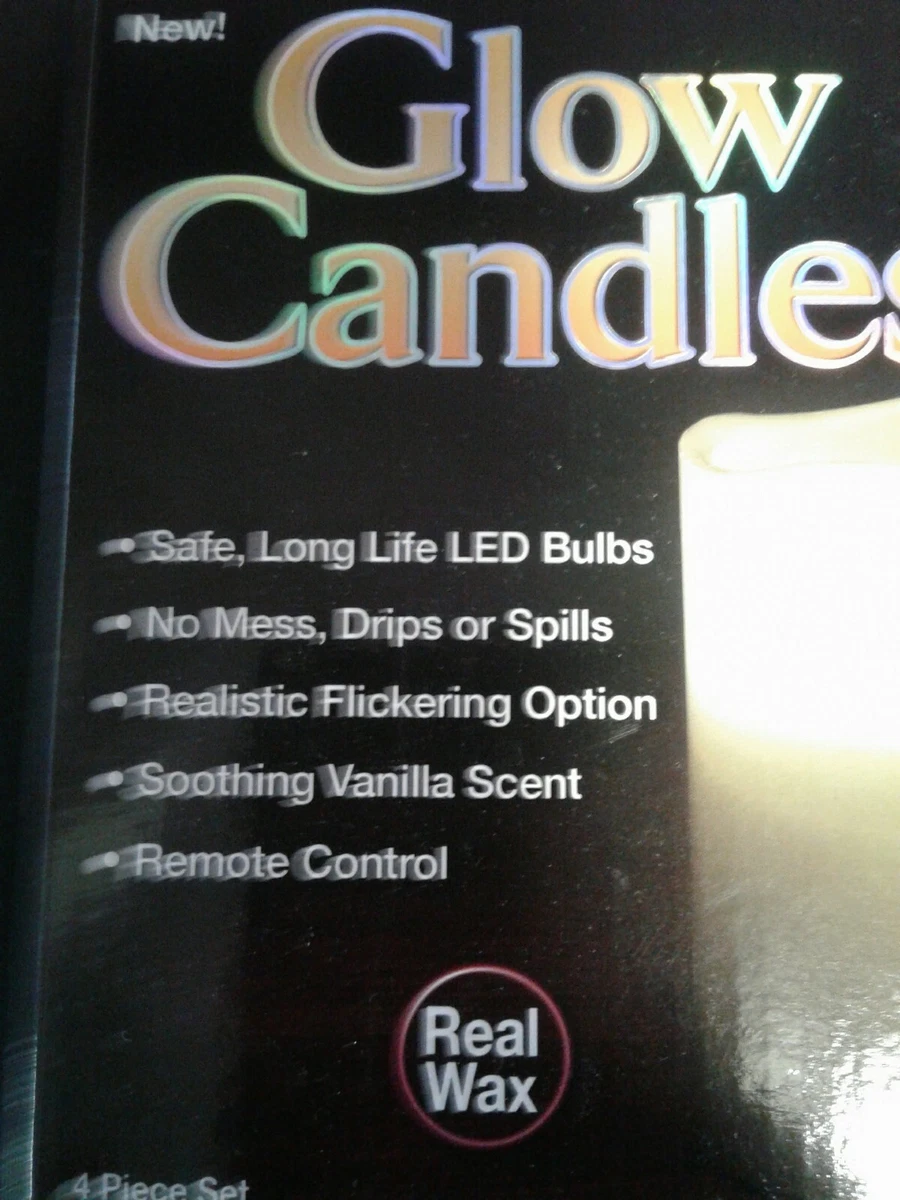 New!
Glow
Candles
• Safe, Long Life LED Bulbs
• No Mess, Drips or Spills
• Realistic Flickering Option
• Soothing Vanilla Scent
• Remote Control
Real
Wax
4 Piece Set